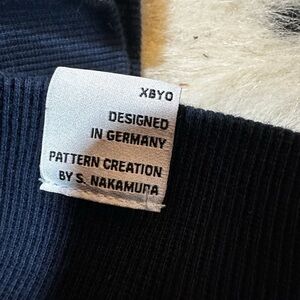 XBYO
DESIGNED
IN GERMANY
PATTERN CREATION
BY S. NAKAMURA